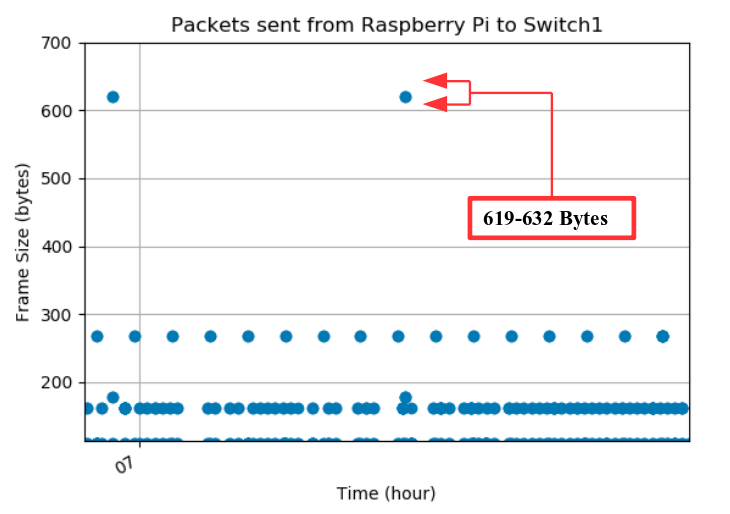 Packets sent from Raspberry Pi to Switch1
700
600
500
400
300
200
Frame Size (bytes)
619-632 Bytes
07
Time (hour)